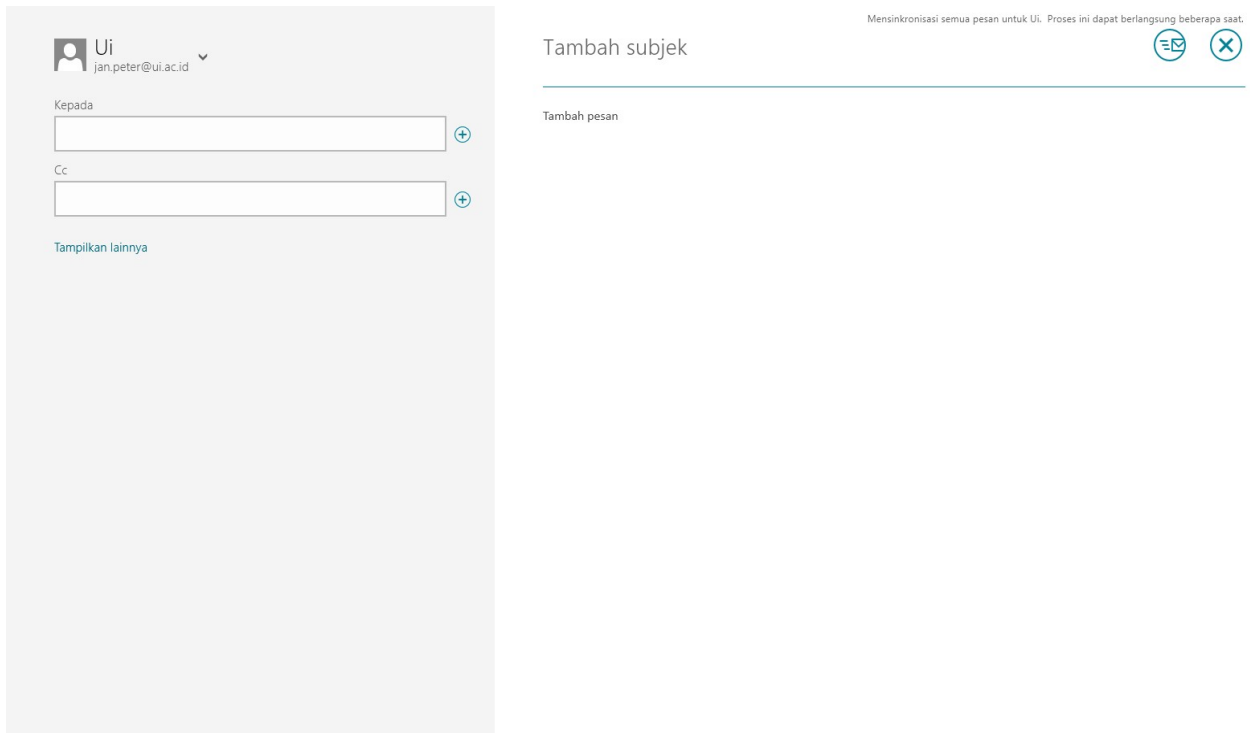 Ui
jan.peter@ui.ac.id
Kepada
Cc
Tampilkan lainnya
Mensinkronisasi semua pesan untuk Ui. Proses ini dapat berlangsung beberapa saat.
Tambah subjek
Tambah pesan